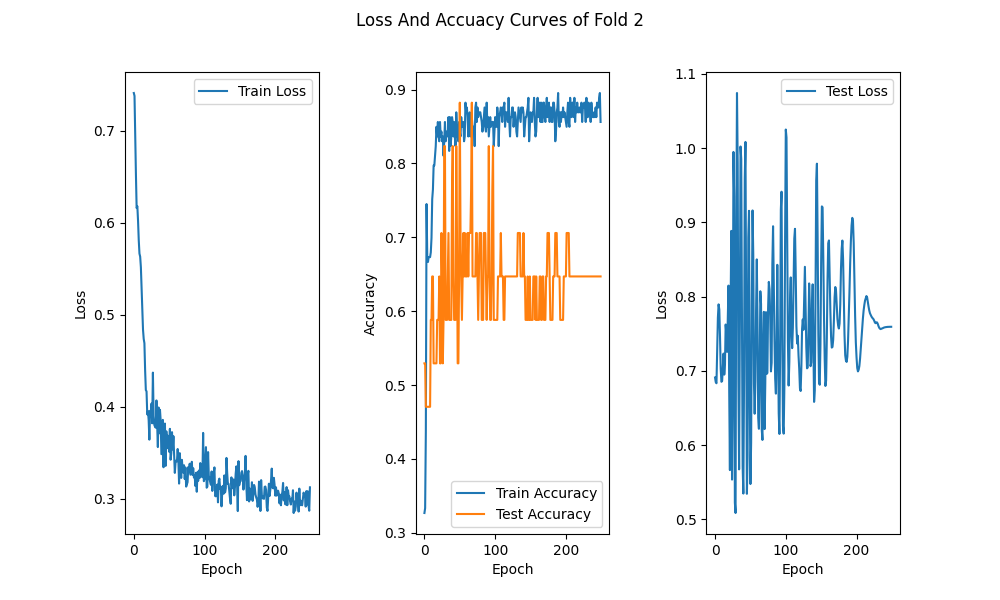 Loss And Accuacy Curves of Fold 2
Train Loss
0.7
0.6
0.5
0.4
0.3
Loss
0 100 200
Epoch
0.9
0.8
0.7
0.6
0.5
0.4
0.3
Accuracy
Train Accuracy
Test Accuracy
0 100 200
Epoch
Test Loss
1.1
1.0
0.9
0.8
0.7
0.6
0.5
Loss
0 100 200
Epoch